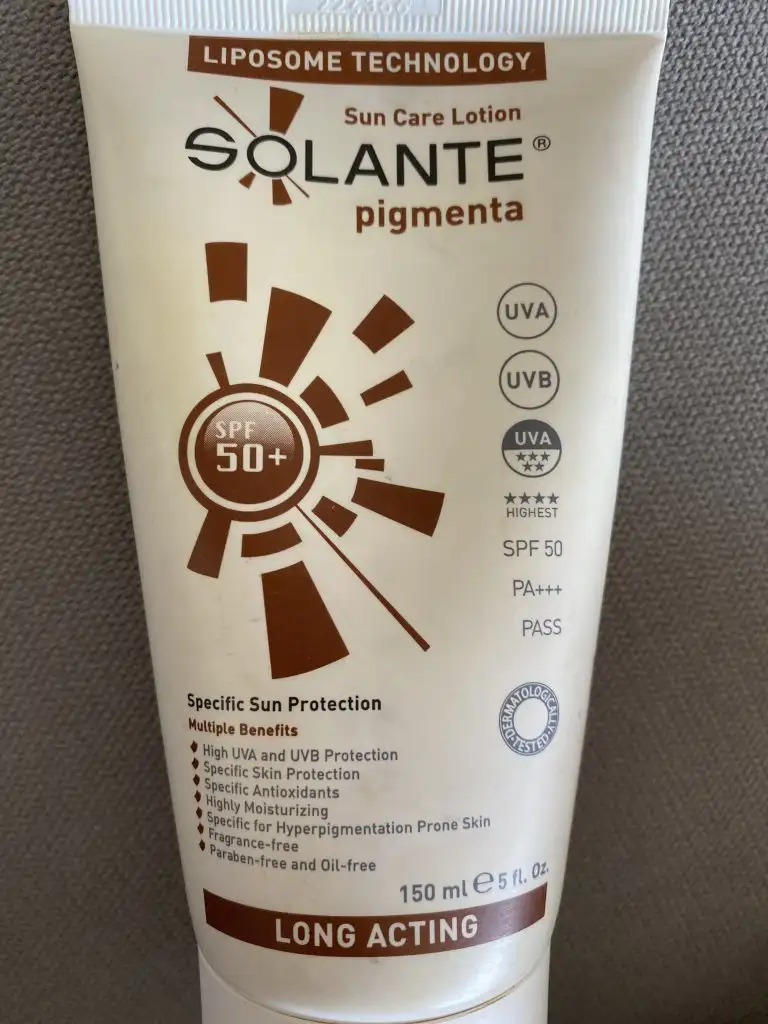 LIPOSOME TECHNOLOGY
Sun Care Lotion
SOLANTE®
pigmenta
UVA
UVB
SPF
50+
UVA
★★★
★★
★★★★
HIGHEST
SPF 50
PA+++
PASS
DERMATOLOGICALLY
TESTED
Specific Sun Protection
Multiple Benefits
High UVA and UVB Protection
Specific Skin Protection
Specific Antioxidants
Highly Moisturizing
Specific for Hyperpigmentation Prone Skin
Fragrance-free
Paraben-free and Oil-free
150 ml ℮ 5 fl. Oz.
LONG ACTING